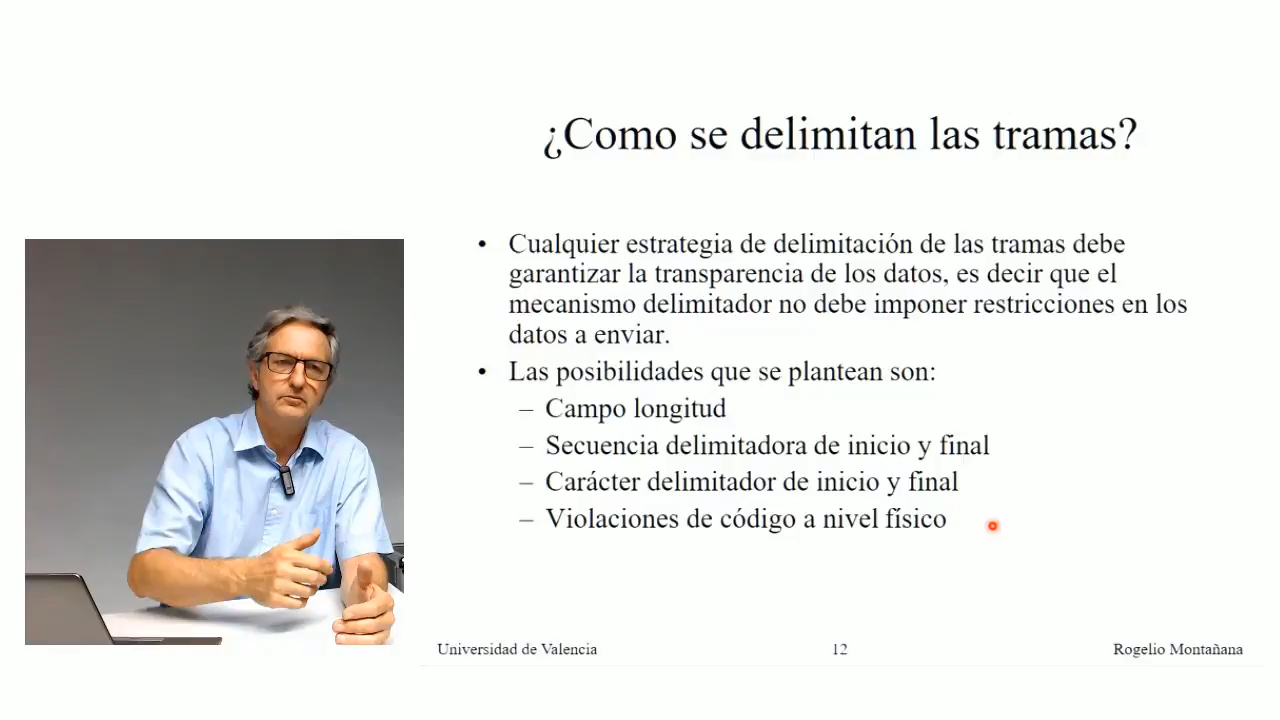 ¿Como se delimitan las tramas?
• Cualquier estrategia de delimitación de las tramas debe
garantizar la transparencia de los datos, es decir que el
mecanismo delimitador no debe imponer restricciones en los
datos a enviar.
• Las posibilidades que se plantean son:
– Campo longitud
– Secuencia delimitadora de inicio y final
– Carácter delimitador de inicio y final
– Violaciones de código a nivel físico
Universidad de Valencia
12
Rogelio Montañana